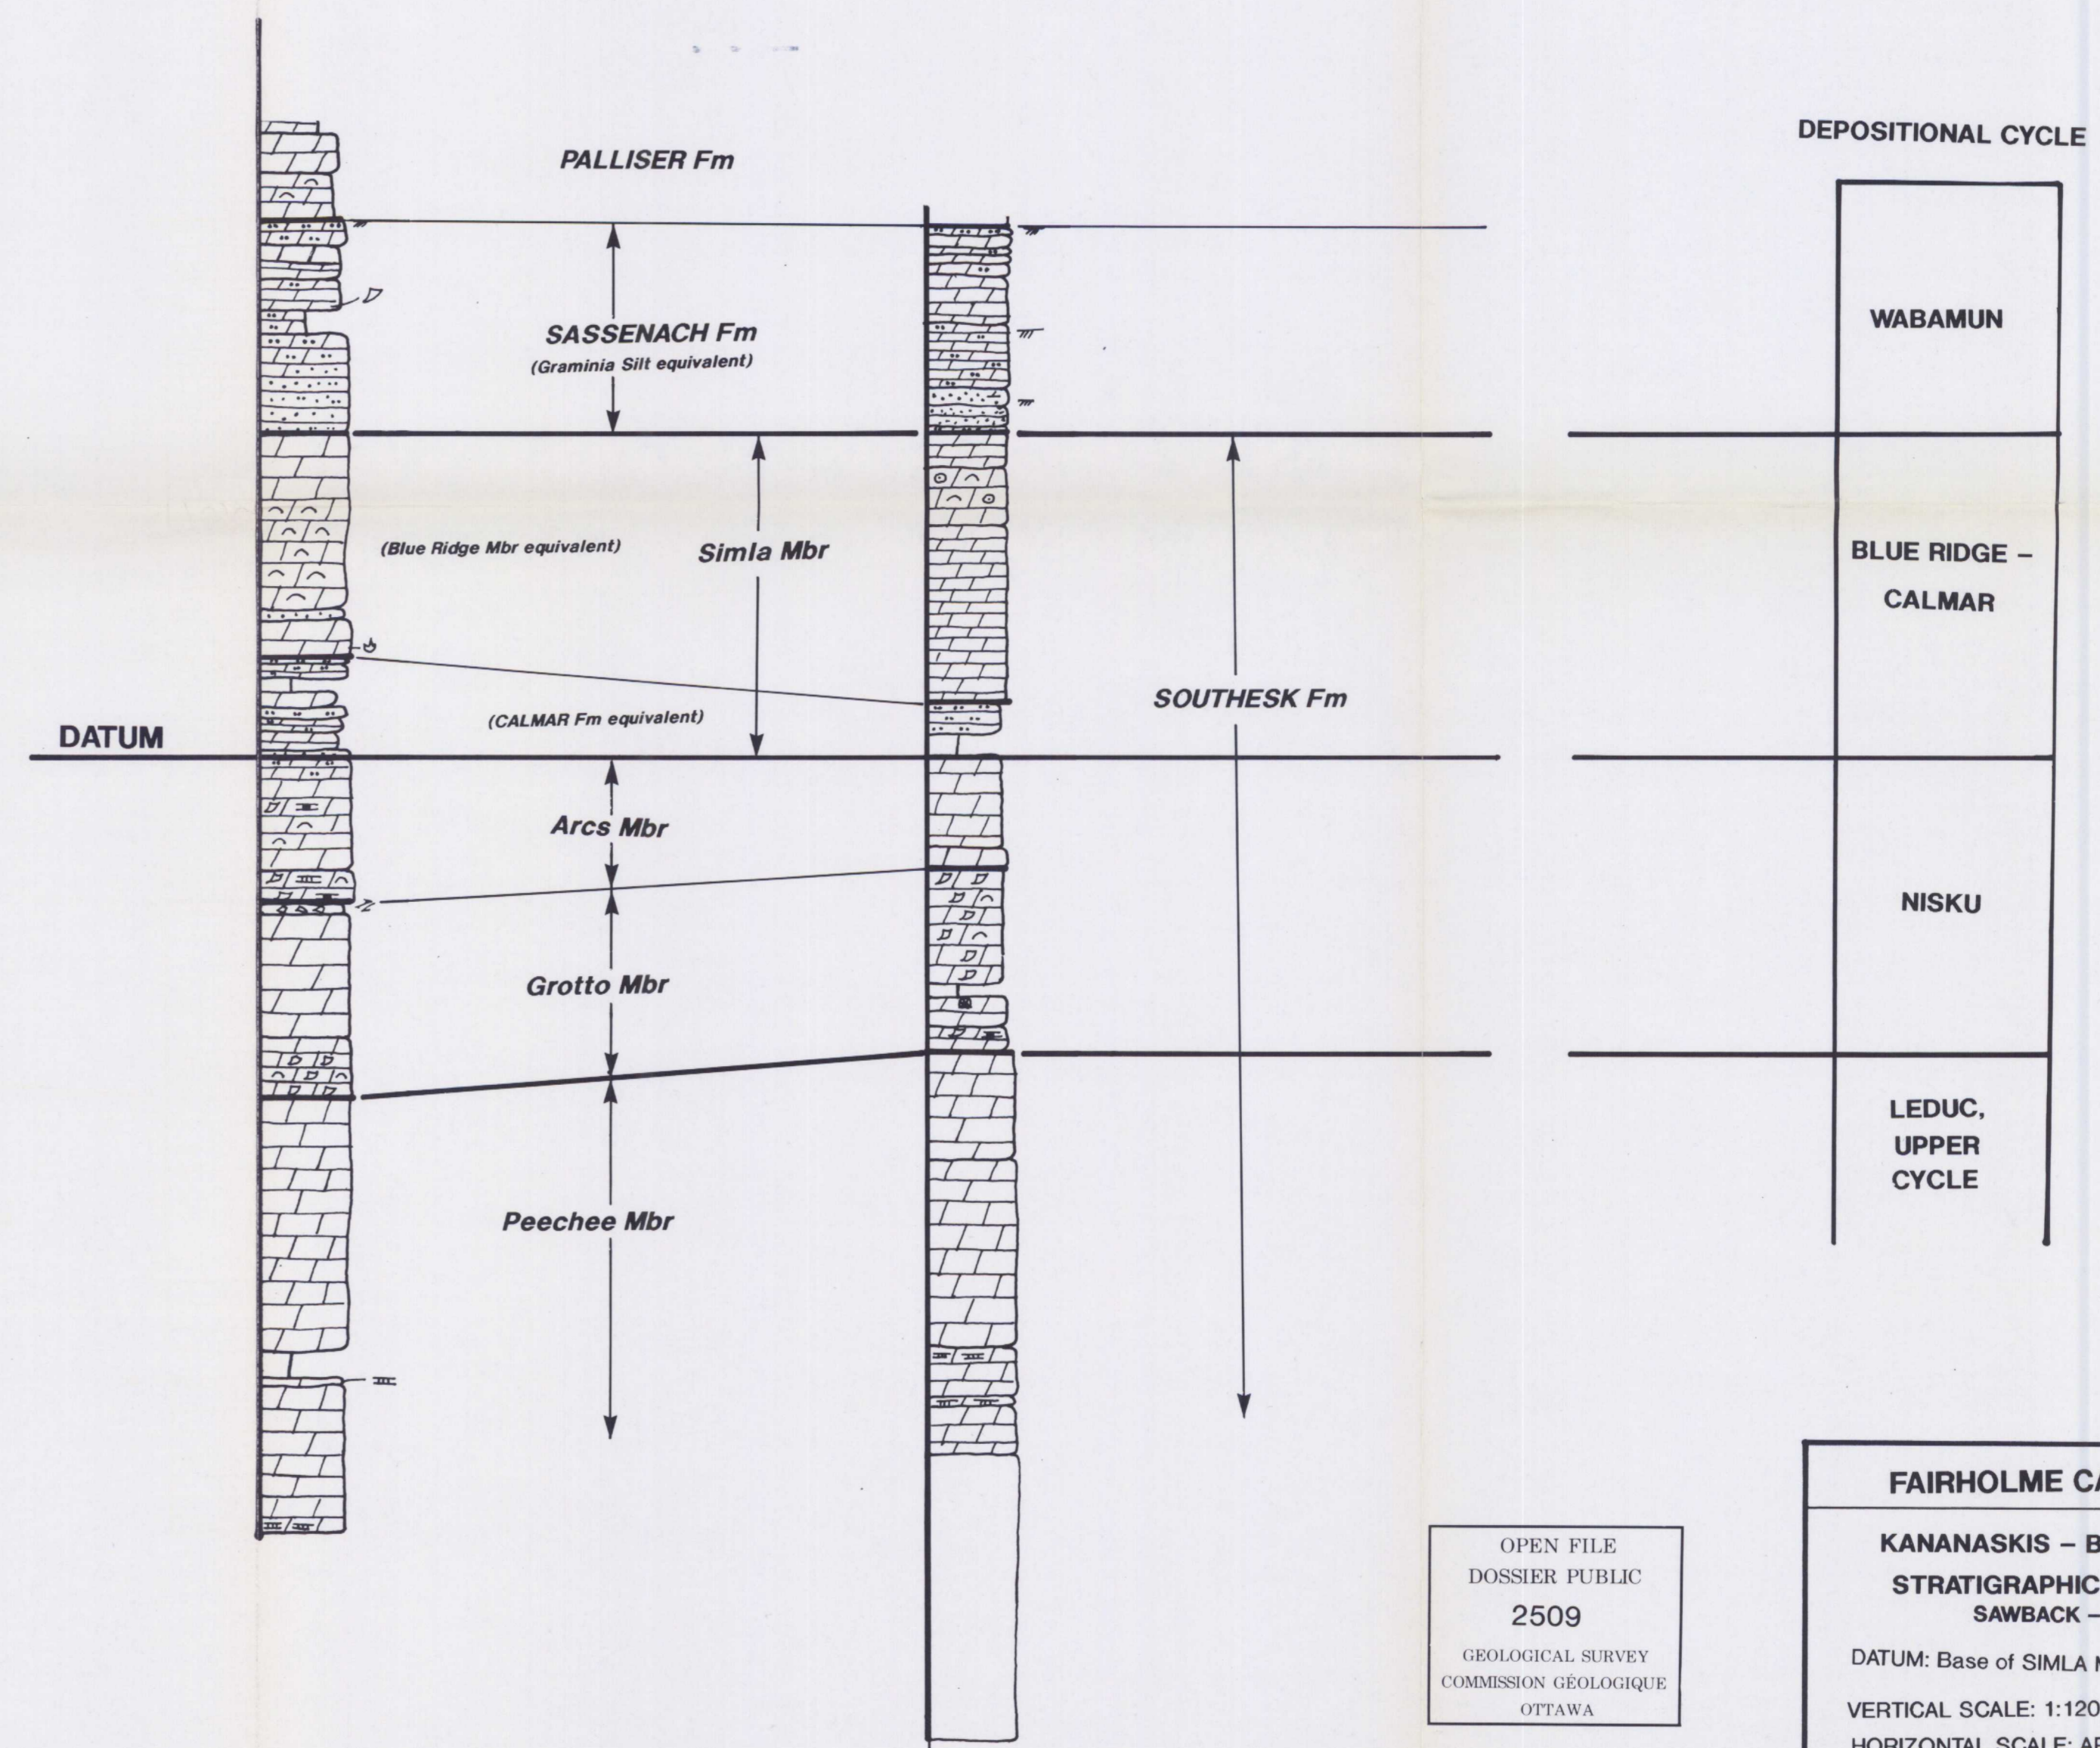 DEPOSITIONAL CYCLE
PALLISER Fm
SASSENACH Fm
(Graminia Silt equivalent)
WABAMUN
(Blue Ridge Mbr equivalent)
Simla Mbr
BLUE RIDGE –
CALMAR
SOUTHESK Fm
(CALMAR Fm equivalent)
DATUM
Arcs Mbr
NISKU
Grotto Mbr
LEDUC,
UPPER
CYCLE
Peechee Mbr
OPEN FILE
DOSSIER PUBLIC
2509
GEOLOGICAL SURVEY
COMMISSION GÉOLOGIQUE
OTTAWA
FAIRHOLME
KANANASKIS –
STRATIGRAPHIC
SAWBACK –
DATUM: Base of SIMLA
VERTICAL SCALE: 1:120
HORIZONTAL SCALE: